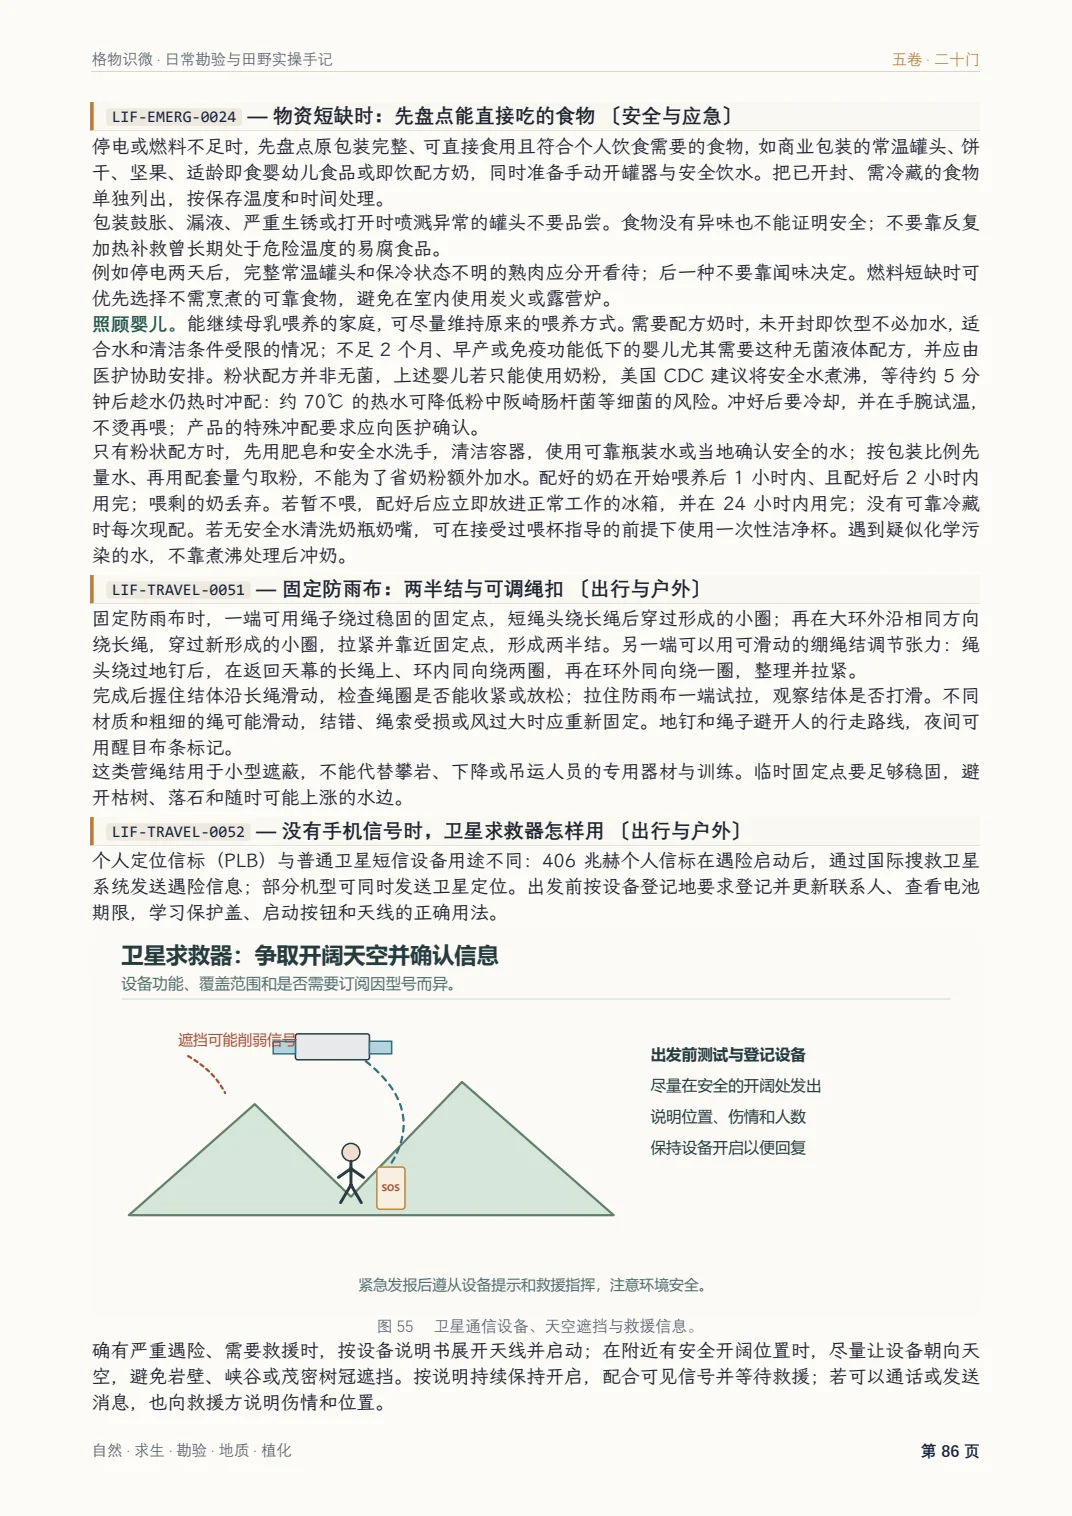 格物识微 · 日常勘验与田野实操手记
五卷 · 二十门
LIF-EMERG-0024 — 物资短缺时：先盘点能直接吃的食物 〔安全与应急〕
停电或燃料不足时，先盘点原包装完整、可直接食用且符合个人饮食需要的食物，如商业包装的常温罐头、饼
干、坚果、适龄即食婴幼儿食品或即饮配方奶，同时准备手动开罐器与安全饮水。把已开封、需冷藏的食物
单独列出，按保存温度和时间处理。
包装鼓胀、漏液、严重生锈或打开时喷溅异常的罐头不要品尝。食物没有异味也不能证明安全；不要靠反复
加热补救曾长期处于危险温度的易腐食品。
例如停电两天后，完整常温罐头和保冷状态不明的熟肉应分开看待；后一种不要靠闻味决定。燃料短缺时可
优先选择不需烹煮的可靠食物，避免在室内使用炭火或露营炉。
照顾婴儿。能继续母乳喂养的家庭，可尽量维持原来的喂养方式。需要配方奶时，未开封即饮型不必加水，适
合水和清洁条件受限的情况；不足 2 个月、早产或免疫功能低下的婴儿尤其需要这种无菌液体配方，并应由
医护协助安排。粉状配方并非无菌，上述婴儿若只能使用奶粉，美国 CDC 建议将安全水煮沸，等待约 5 分
钟后趁水仍热时冲配：约 70℃ 的热水可降低粉中阪崎肠杆菌等细菌的风险。冲好后要冷却，并在手腕试温，
不烫再喂；产品的特殊冲配要求应向医护确认。
只有粉状配方时，先用肥皂和安全水洗手，清洁容器，使用可靠瓶装水或当地确认安全的水；按包装比例先
量水、再用配套量勺取粉，不能为了省奶粉额外加水。配好的奶在开始喂养后 1 小时内、且配好后 2 小时内
用完；喂剩的奶丢弃。若暂不喂，配好后应立即放进正常工作的冰箱，并在 24 小时内用完；没有可靠冷藏
时每次现配。若无安全水清洗奶瓶奶嘴，可在接受过喂杯指导的前提下使用一次性洁净杯。遇到疑似化学污
染的水，不靠煮沸处理后冲奶。
LIF-TRAVEL-0051 — 固定防雨布：两半结与可调绳扣 〔出行与户外〕
固定防雨布时，一端可用绳子绕过稳固的固定点，短绳头绕长绳后穿过形成的小圈；再在大环外沿相同方向
绕长绳，穿过新形成的小圈，拉紧并靠近固定点，形成两半结。另一端可以用可滑动的绷绳结调节张力：绳
头绕过地钉后，在返回天幕的长绳上、环内同向绕两圈，再在环外同向绕一圈，整理并拉紧。
完成后握住结体沿长绳滑动，检查绳圈是否能收紧或放松；拉住防雨布一端试拉，观察结体是否打滑。不同
材质和粗细的绳可能滑动，结错、绳索受损或风过大时应重新固定。地钉和绳子避开人的行走路线，夜间可
用醒目布条标记。
这类营绳结用于小型遮蔽，不能代替攀岩、下降或吊运人员的专用器材与训练。临时固定点要足够稳固，避
开枯树、落石和随时可能上涨的水边。
LIF-TRAVEL-0052 — 没有手机信号时，卫星求救器怎样用 〔出行与户外〕
个人定位信标（PLB）与普通卫星短信设备用途不同：406 兆赫个人信标在遇险启动后，通过国际搜救卫星
系统发送遇险信息；部分机型可同时发送卫星定位。出发前按设备登记地要求登记并更新联系人、查看电池
期限，学习保护盖、启动按钮和天线的正确用法。
卫星求救器：争取开阔天空并确认信息
设备功能、覆盖范围和是否需要订阅因型号而异。
遮挡可能削弱信号
SOS
出发前测试与登记设备
尽量在安全的开阔处发出
说明位置、伤情和人数
保持设备开启以便回复
紧急发报后遵从设备提示和救援指挥，注意环境安全。
图 55 卫星通信设备、天空遮挡与救援信息。
确有严重遇险、需要救援时，按设备说明书展开天线并启动；在附近有安全开阔位置时，尽量让设备朝向天
空，避免岩壁、峡谷或茂密树冠遮挡。按说明持续保持开启，配合可见信号并等待救援；若可以通话或发送
消息，也向救援方说明伤情和位置。
自然 · 求生 · 勘验 · 地质 · 植化
第 86 页